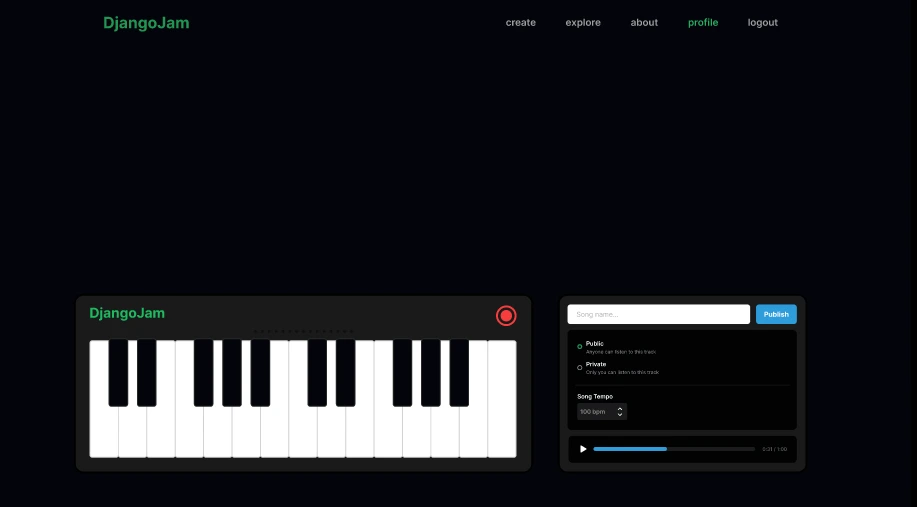 DjangoJam
create explore about profile logout
DjangoJam
Song name...
Publish
Public
Anyone can listen to this track
Private
Only you can listen to this track
Song Tempo
100 bpm
0:31 / 1:00